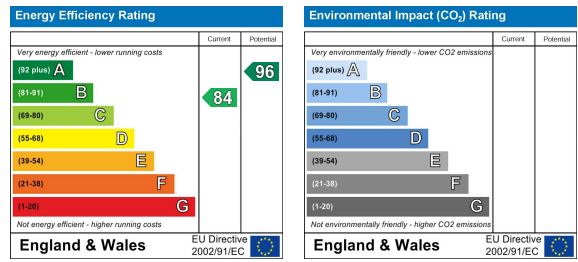 Energy Efficiency Rating
Current Potential
Very energy efficient - lower running costs
(92 plus) A
96
(81-91) B
84
(69-80) C
(55-68) D
(39-54) E
(21-38) F
(1-20) G
Not energy efficient - higher running costs
England & Wales
EU Directive
2002/91/EC
Environmental Impact (CO2) Rating
Current Potential
Very environmentally friendly - lower CO2 emissions
(92 plus) A
(81-91) B
(69-80) C
(55-68) D
(39-54) E
(21-38) F
(1-20) G
Not environmentally friendly - higher CO2 emissions
England & Wales
EU Directive
2002/91/EC